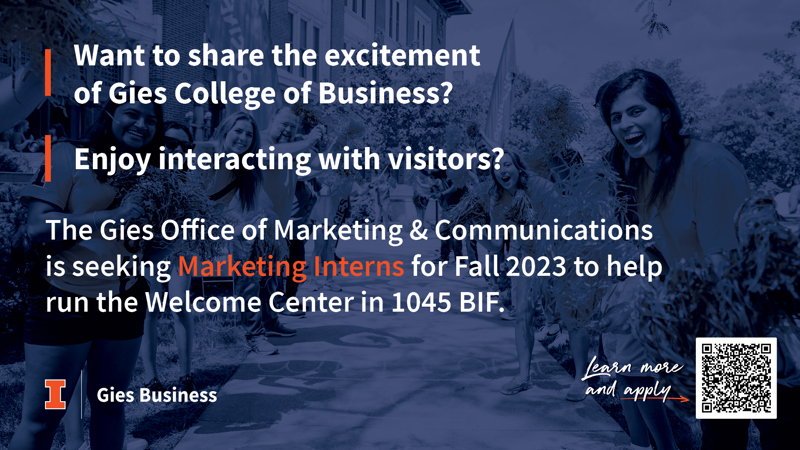 Want to share the excitement
of Gies College of Business?
Enjoy interacting with visitors?
The Gies Office of Marketing & Communications
is seeking Marketing Interns for Fall 2023 to help
run the Welcome Center in 1045 BIF.
Learn more
and apply
I
Gies Business